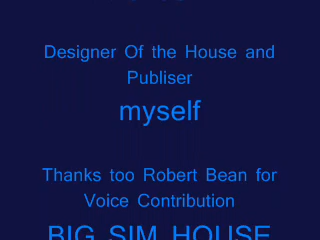 Designer Of the House and
Publiser
myself
Thanks too Robert Bean for
Voice Contribution
BIG SIM HOUSE